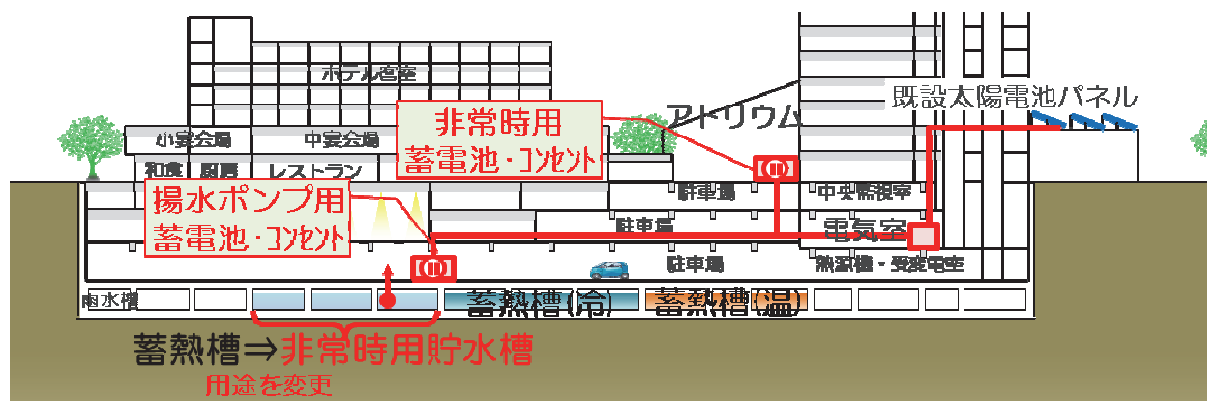 ホテル客室
既設太陽電池パネル
非常時用
蓄電池・コンセント
アトリウム
小宴会場
中宴会場
和食
厨房
レストラン
駐車場
中央監視室
揚水ポンプ用
蓄電池・コンセント
駐車場
電気室
駐車場
熱源機・受変電室
雨水槽
蓄熱槽(冷)
蓄熱槽(温)
蓄熱槽⇒非常時用貯水槽
用途を変更